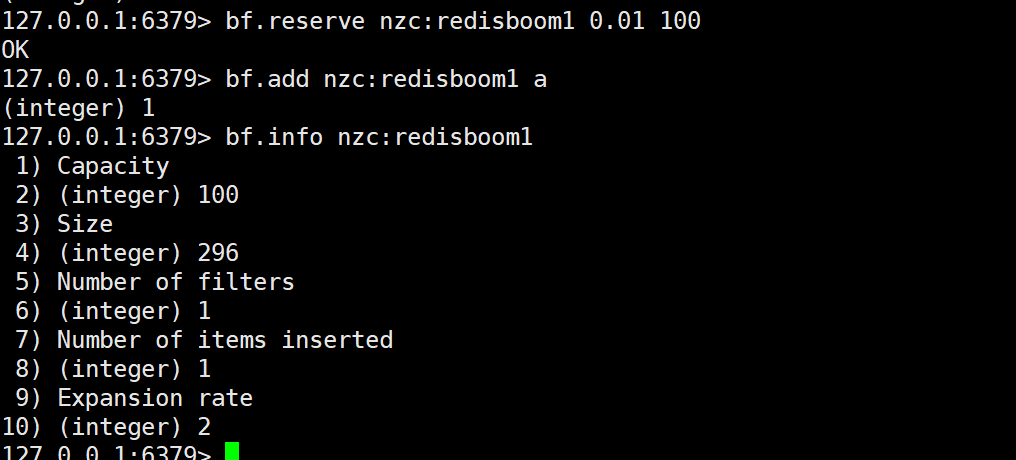 (integer) 1
127.0.0.1:6379> bf.reserve nzc:redisboom1 0.01 100
OK
127.0.0.1:6379> bf.add nzc:redisboom1 a
(integer) 1
127.0.0.1:6379> bf.info nzc:redisboom1
 1) Capacity
 2) (integer) 100
 3) Size
 4) (integer) 296
 5) Number of filters
 6) (integer) 1
 7) Number of items inserted
 8) (integer) 1
 9) Expansion rate
10) (integer) 2
127.0.0.1:6379>